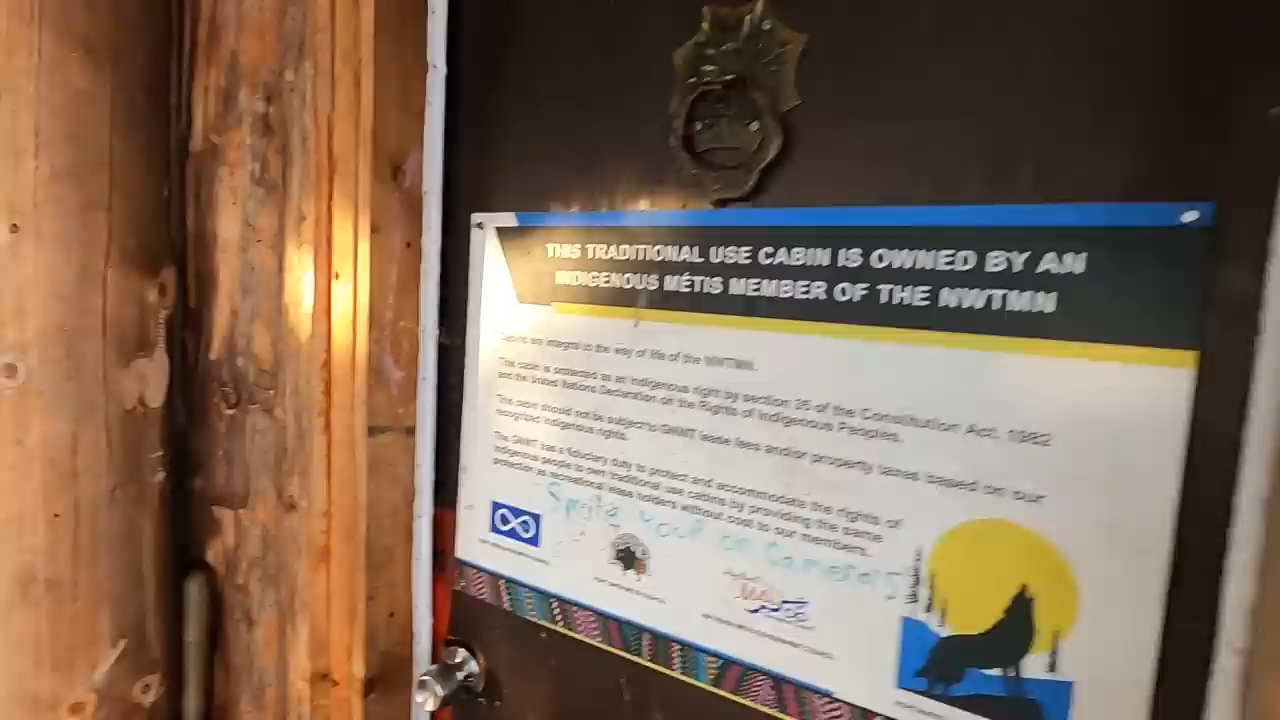 THIS TRADITIONAL USE CABIN IS OWNED BY AN
INDIGENOUS MÉTIS MEMBER OF THE NWTMN
Cabins are integral to the way of life of the NWTMN.
This cabin is protected as an Indigenous right by section 35 of the Constitution Act, 1982
and the United Nations Declaration on the Rights of Indigenous Peoples.
This cabin should not be subject to GNWT lease fees and/or property taxes based on our
recognized Indigenous rights.
The GNWT has a fiduciary duty to protect and accommodate the rights of
Indigenous people to own traditional use cabins by providing the same
protection as recreational lease holders without cost to our members.
Smile your on Camera's